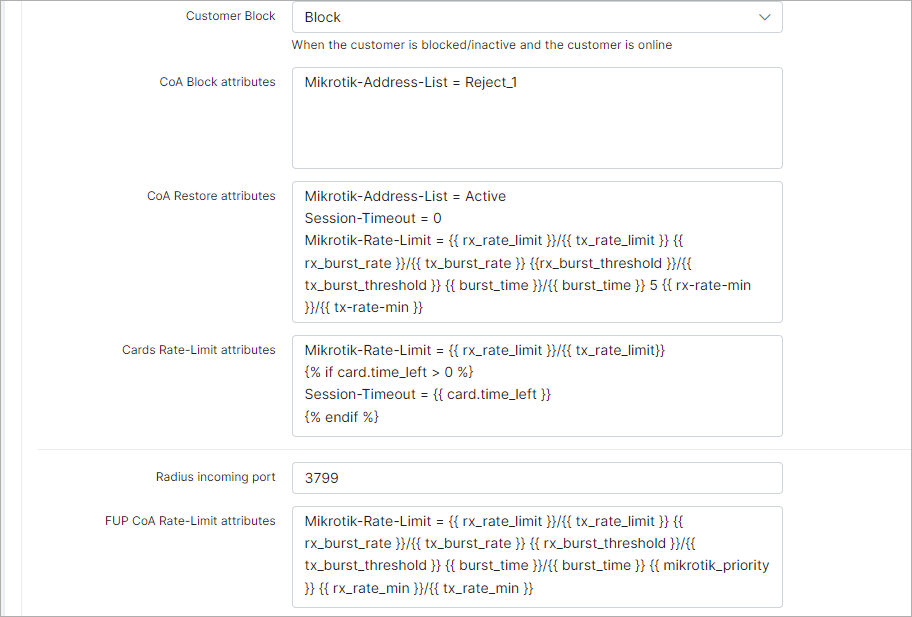 Customer Block
Block
When the customer is blocked/inactive and the customer is online
CoA Block attributes
Mikrotik-Address-List = Reject_1
CoA Restore attributes
Mikrotik-Address-List = Active
Session-Timeout = 0
Mikrotik-Rate-Limit = {{ rx_rate_limit }}/{{ tx_rate_limit }} {{
rx_burst_rate }}/{{ tx_burst_rate }} {{rx_burst_threshold }}/{{
tx_burst_threshold }} {{ burst_time }}/{{ burst_time }} 5 {{ rx-rate-min
}}/{{ tx-rate-min }}
Cards Rate-Limit attributes
Mikrotik-Rate-Limit = {{ rx_rate_limit }}/{{ tx_rate_limit}}
{% if card.time_left > 0 %}
Session-Timeout = {{ card.time_left }}
{% endif %}
Radius incoming port
3799
FUP CoA Rate-Limit attributes
Mikrotik-Rate-Limit = {{ rx_rate_limit }}/{{ tx_rate_limit }} {{
rx_burst_rate }}/{{ tx_burst_rate }} {{ rx_burst_threshold }}/{{
tx_burst_threshold }} {{ burst_time }}/{{ burst_time }} {{ mikrotik_priority
}} {{ rx_rate_min }}/{{ tx_rate_min }}